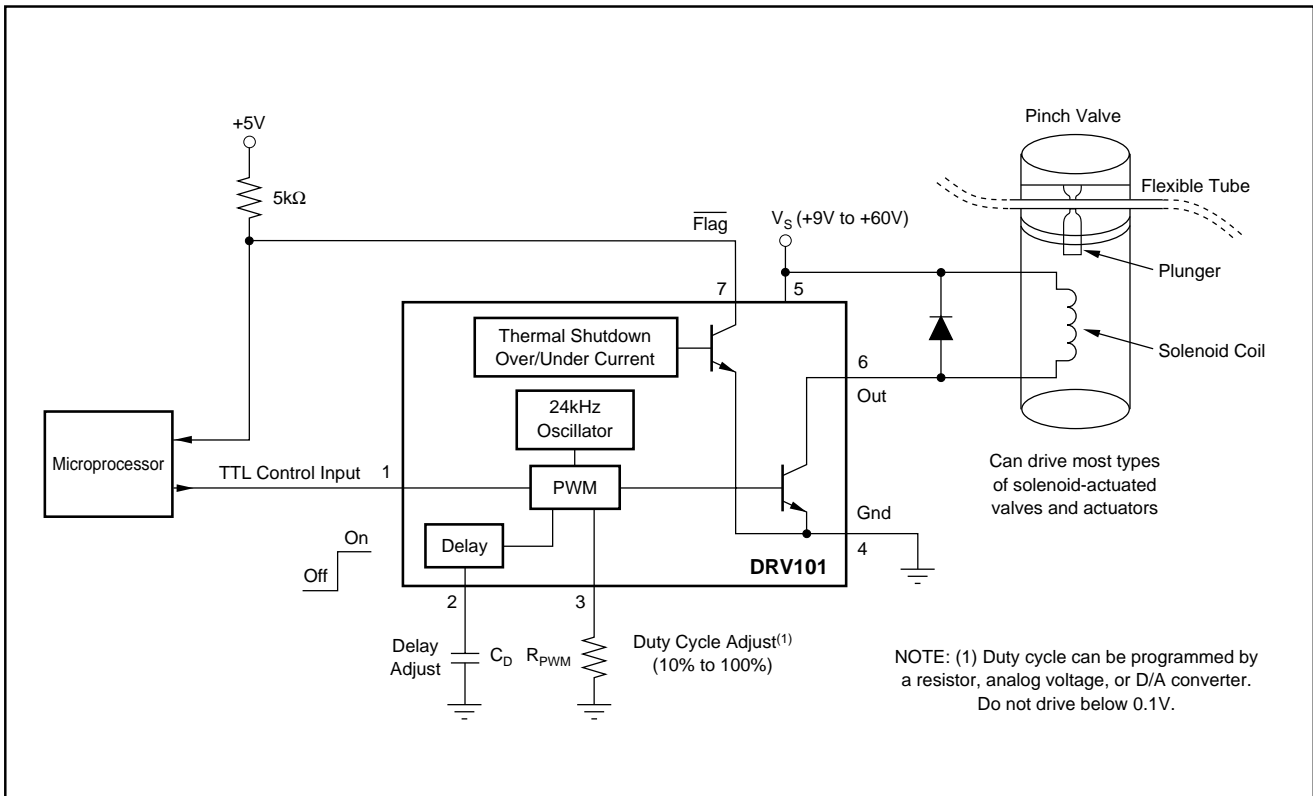 +5V
5kΩ
Flag
V_S (+9V to +60V)
Pinch Valve
Flexible Tube
Plunger
Solenoid Coil
Can drive most types
of solenoid-actuated
valves and actuators
7
5
Thermal Shutdown
Over/Under Current
24kHz
Oscillator
6
Out
Microprocessor
TTL Control Input
1
PWM
Delay
Gnd
4
DRV101
On
Off
2
3
Delay
Adjust
C_D
R_PWM
Duty Cycle Adjust(1)
(10% to 100%)
NOTE: (1) Duty cycle can be programmed by
a resistor, analog voltage, or D/A converter.
Do not drive below 0.1V.